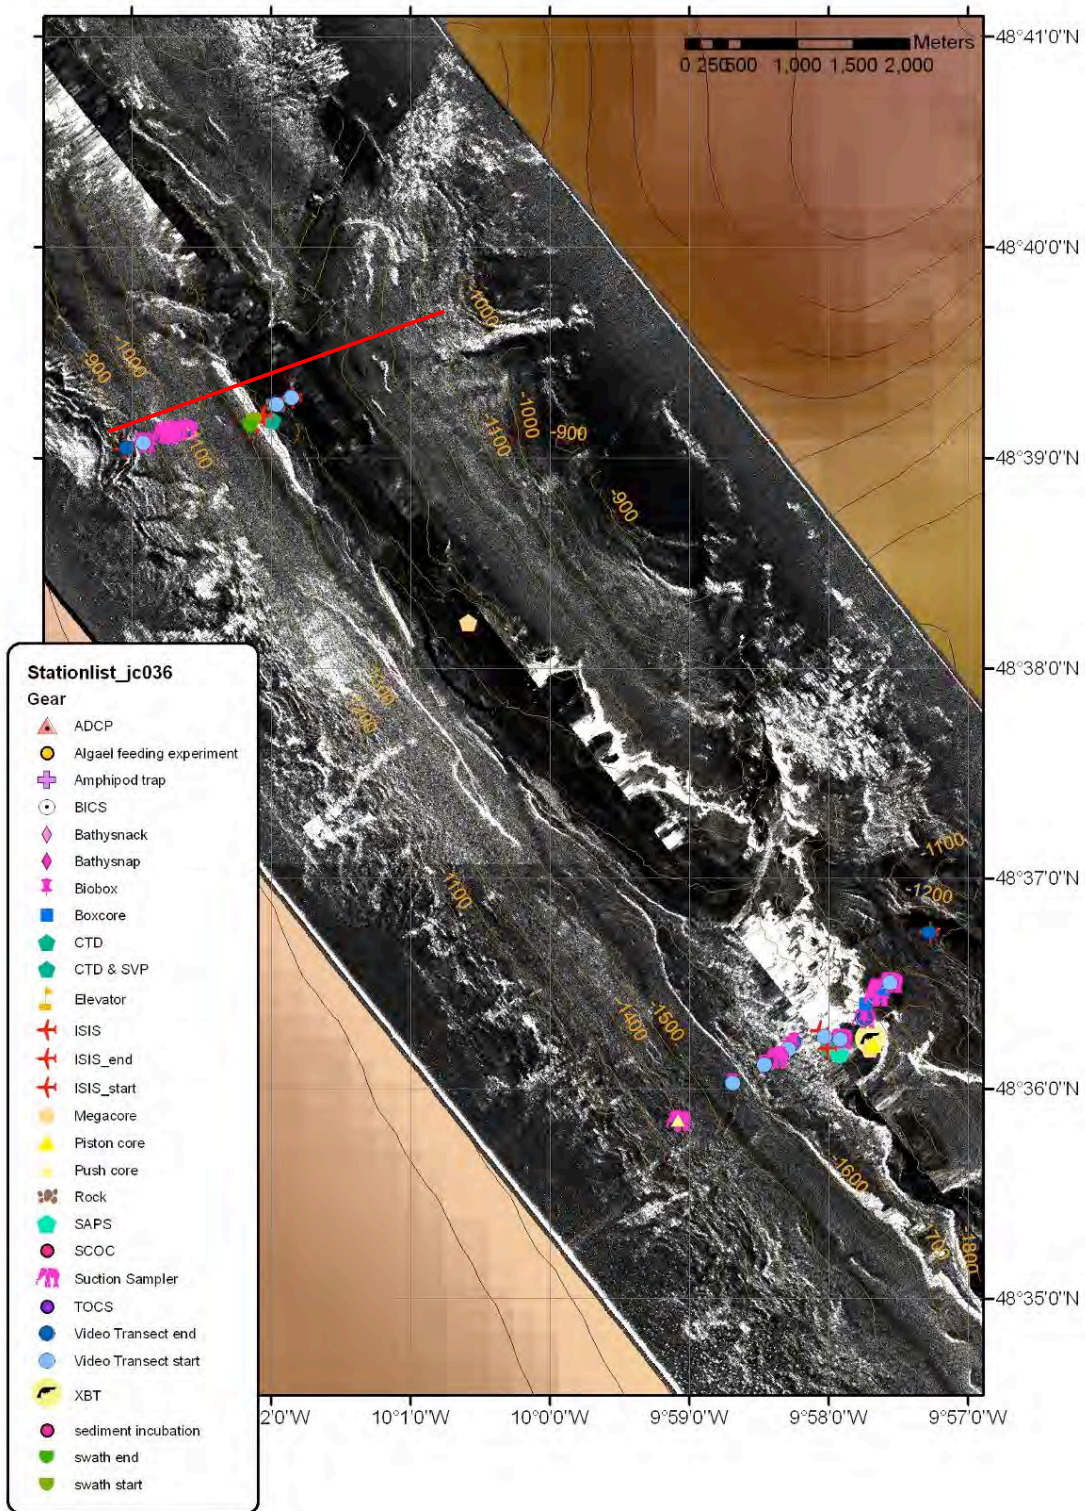 Meters
0 250500 1,000 1,500 2,000
48°41'0"N
48°40'0"N
-1000
-1000
-900
-1000
-1100
-900
48°39'0"N
-900
48°38'0"N
1200
1100
-1100
-1200
48°37'0"N
-1500
-1400
48°36'0"N
-1600
1700
-1800
48°35'0"N
Stationlist_jc036
Gear
ADCP
Algael feeding experiment
Amphipod trap
BICS
Bathysnack
Bathysnap
Biobox
Boxcore
CTD
CTD & SVP
Elevator
ISIS
ISIS_end
ISIS_start
Megacore
Piston core
Push core
Rock
SAPS
SCOC
Suction Sampler
TOCS
Video Transect end
Video Transect start
XBT
sediment incubation
swath end
swath start
2'0"W 10°1'0"W 10°0'0"W 9°59'0"W 9°58'0"W 9°57'0"W